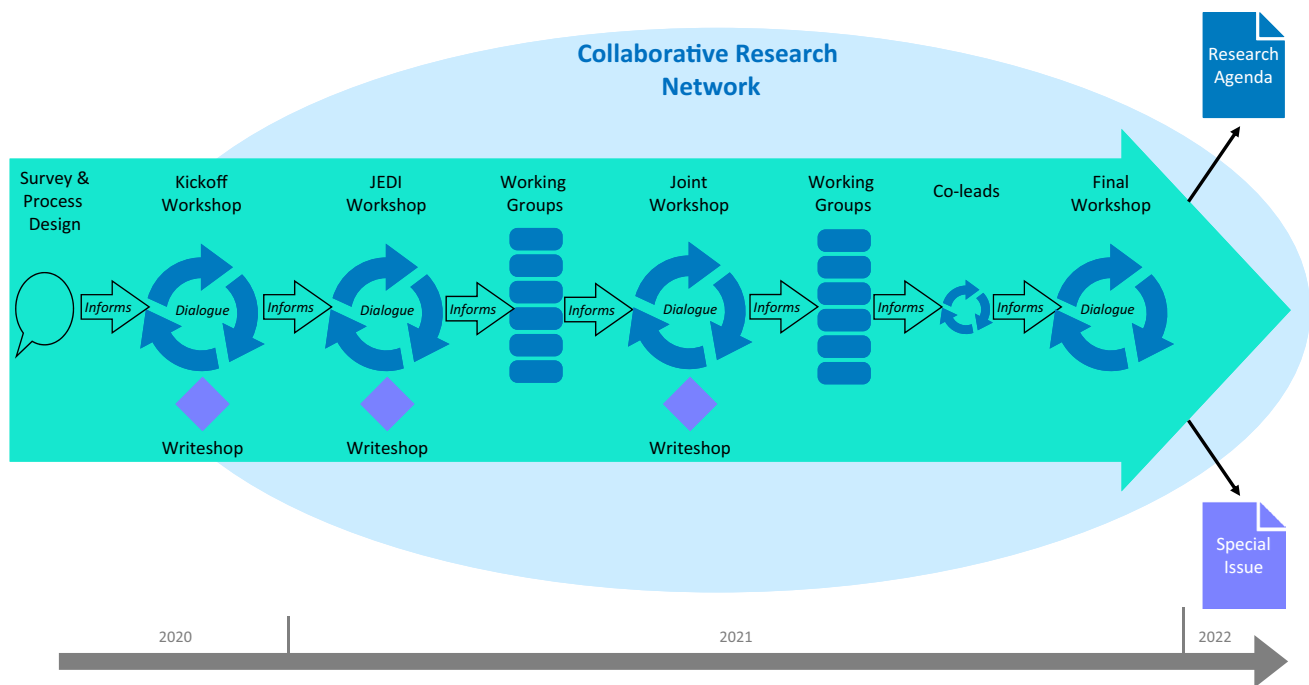 Collaborative Research
Network
Research
Agenda
Survey &
Process
Design
Kickoff
Workshop
JEDI
Workshop
Working
Groups
Joint
Workshop
Working
Groups
Co-leads
Final
Workshop
Informs
Dialogue
Informs
Dialogue
Informs
Informs
Dialogue
Informs
Informs
Informs
Dialogue
Writeshop
Writeshop
Writeshop
Special
Issue
2020
2021
2022